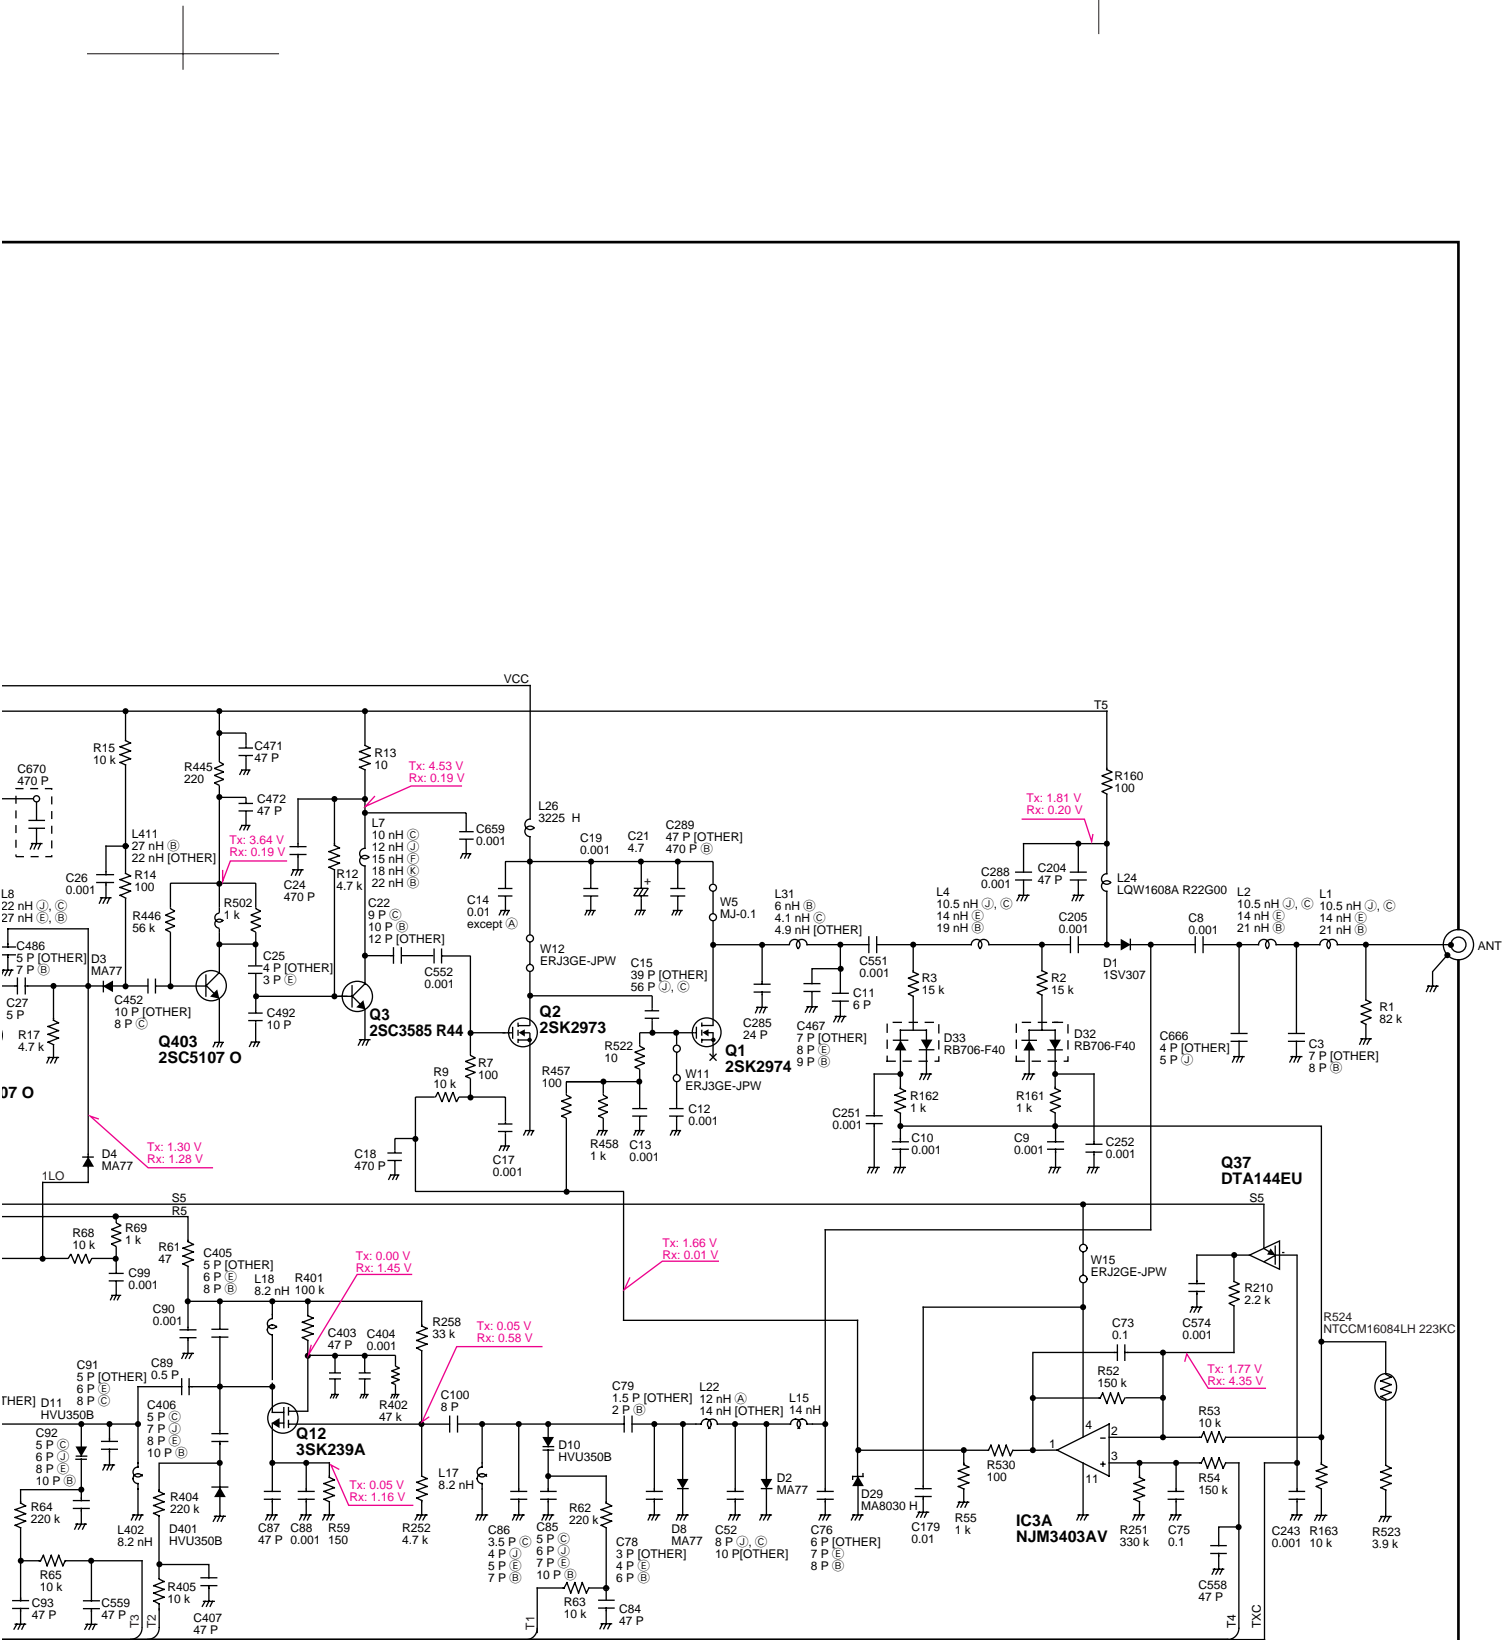 VCC
T5
R15
10 k
C471
47 P
R445
220
R13
10
Tx: 4.53 V
Rx: 0.19 V
C670
470 P
C472
47 P
L26
3225 H
R160
100
Tx: 1.81 V
Rx: 0.20 V
L411
27 nH Ⓑ
22 nH [OTHER]
Tx: 3.64 V
Rx: 0.19 V
L7
10 nH Ⓒ
12 nH Ⓙ
15 nH Ⓕ
18 nH Ⓚ
22 nH Ⓑ
C659
0.001
C19
0.001
C21
4.7
+
C289
47 P [OTHER]
470 P Ⓑ
C26
0.001
R14
100
C24
470 P
R12
4.7 k
C288
0.001
C204
47 P
L24
LQW1608A R22G00
L8
22 nH Ⓙ, Ⓒ
27 nH Ⓔ, Ⓑ
R446
56 k
R502
1 k
C22
9 P Ⓒ
10 P Ⓑ
12 P [OTHER]
C14
0.01
except Ⓐ
W5
MJ-0.1
L31
6 nH Ⓑ
4.1 nH Ⓒ
4.9 nH [OTHER]
L4
10.5 nH Ⓙ, Ⓒ
14 nH Ⓔ
19 nH Ⓑ
C205
0.001
C8
0.001
L2
10.5 nH Ⓙ, Ⓒ
14 nH Ⓔ
21 nH Ⓑ
L1
10.5 nH Ⓙ, Ⓒ
14 nH Ⓔ
21 nH Ⓑ
ANT
C486
5 P [OTHER]
7 P Ⓑ
D3
MA77
C25
4 P [OTHER]
3 P Ⓔ
C552
0.001
W12
ERJ3GE-JPW
C15
39 P [OTHER]
56 P Ⓙ, Ⓒ
C551
0.001
D1
1SV307
R3
15 k
R2
15 k
C27
5 P
C452
10 P [OTHER]
8 P Ⓒ
C492
10 P
Q3
2SC3585 R44
Q2
2SK2973
C11
6 P
R1
82 k
R17
4.7 k
Q403
2SC5107 O
R522
10
Q1
2SK2974
C285
24 P
C467
7 P [OTHER]
8 P Ⓔ
9 P Ⓑ
D33
RB706-F40
D32
RB706-F40
C666
4 P [OTHER]
5 P Ⓙ
C3
7 P [OTHER]
8 P Ⓑ
R7
100
R9
10 k
R457
100
W11
ERJ3GE-JPW
07 O
R162
1 k
R161
1 k
C251
0.001
C12
0.001
Tx: 1.30 V
Rx: 1.28 V
D4
MA77
C18
470 P
C17
0.001
R458
1 k
C13
0.001
C10
0.001
C9
0.001
C252
0.001
Q37
DTA144EU
1LO
S5
R5
S5
R68
10 k
R69
1 k
R61
47
C405
5 P [OTHER]
6 P Ⓔ
8 P Ⓑ
Tx: 0.00 V
Rx: 1.45 V
Tx: 1.66 V
Rx: 0.01 V
W15
ERJ2GE-JPW
C99
0.001
L18
8.2 nH
R401
100 k
R210
2.2 k
C90
0.001
C403
47 P
C404
0.001
R258
33 k
Tx: 0.05 V
Rx: 0.58 V
C73
0.1
C574
0.001
R524
NTCCM16084LH 223KC
C91
5 P [OTHER]
6 P Ⓔ
8 P Ⓒ
C89
0.5 P
R52
150 k
Tx: 1.77 V
Rx: 4.35 V
THER]
D11
HVU350B
C406
5 P Ⓒ
7 P Ⓙ
8 P Ⓔ
10 P Ⓑ
R402
47 k
C100
8 P
C79
1.5 P [OTHER]
2 P Ⓑ
L22
12 nH Ⓐ
14 nH [OTHER]
L15
14 nH
R53
10 k
C92
5 P Ⓒ
6 P Ⓙ
8 P Ⓔ
10 P Ⓑ
Q12
3SK239A
D10
HVU350B
4
1
2
−
3
+
11
R530
100
L17
8.2 nH
Tx: 0.05 V
Rx: 1.16 V
D2
MA77
D29
MA8030 H
R54
150 k
R64
220 k
R404
220 k
R62
220 k
IC3A
NJM3403AV
L402
8.2 nH
D401
HVU350B
C87
47 P
C88
0.001
R59
150
R252
4.7 k
C86
3.5 P Ⓒ
4 P Ⓙ
5 P Ⓔ
7 P Ⓑ
C85
5 P Ⓒ
6 P Ⓙ
7 P Ⓔ
10 P Ⓑ
C78
3 P [OTHER]
4 P Ⓔ
6 P Ⓑ
D8
MA77
C52
8 P Ⓙ, Ⓒ
10 P[OTHER]
C76
6 P [OTHER]
7 P Ⓔ
8 P Ⓑ
C179
0.01
R55
1 k
R251
330 k
C75
0.1
C243
0.001
R163
10 k
R523
3.9 k
R65
10 k
R405
10 k
C93
47 P
C559
47 P
T3
T2
C407
47 P
T1
R63
10 k
C84
47 P
C558
47 P
T4
TXC